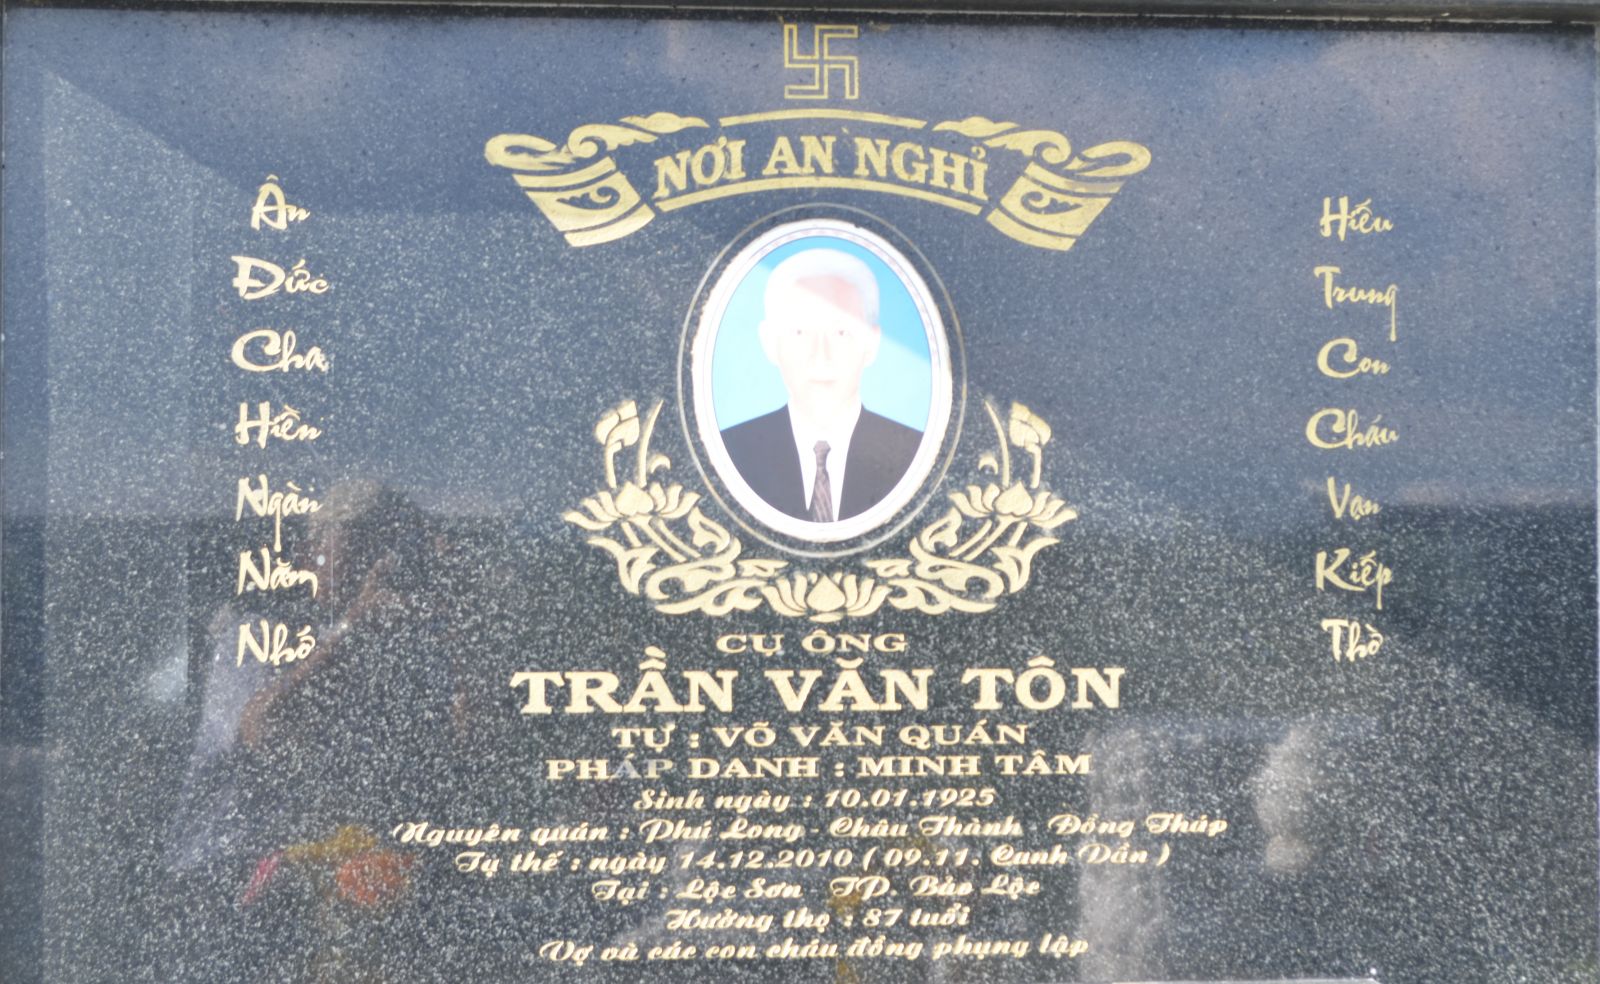 NƠI AN NGHỈ
Ân
Đức
Cha
Hiền
Ngàn
Năm
Nhớ
Hiếu
Trung
Con
Cháu
Vạn
Kiếp
Thờ
CỤ ÔNG
TRẦN VĂN TÔN
TỰ : VÕ VĂN QUÁN
PHÁP DANH : MINH TÂM
Sinh ngày : 10.01.1925
Nguyên quán : Phú Long - Châu Thành - Đồng Tháp
Tạ thế : ngày 14.12.2010 ( 09.11. Canh Dần )
Tại : Lộc Sơn - TP. Bảo Lộc
Hưởng thọ : 87 tuổi
Vợ và các con cháu đồng phụng lập